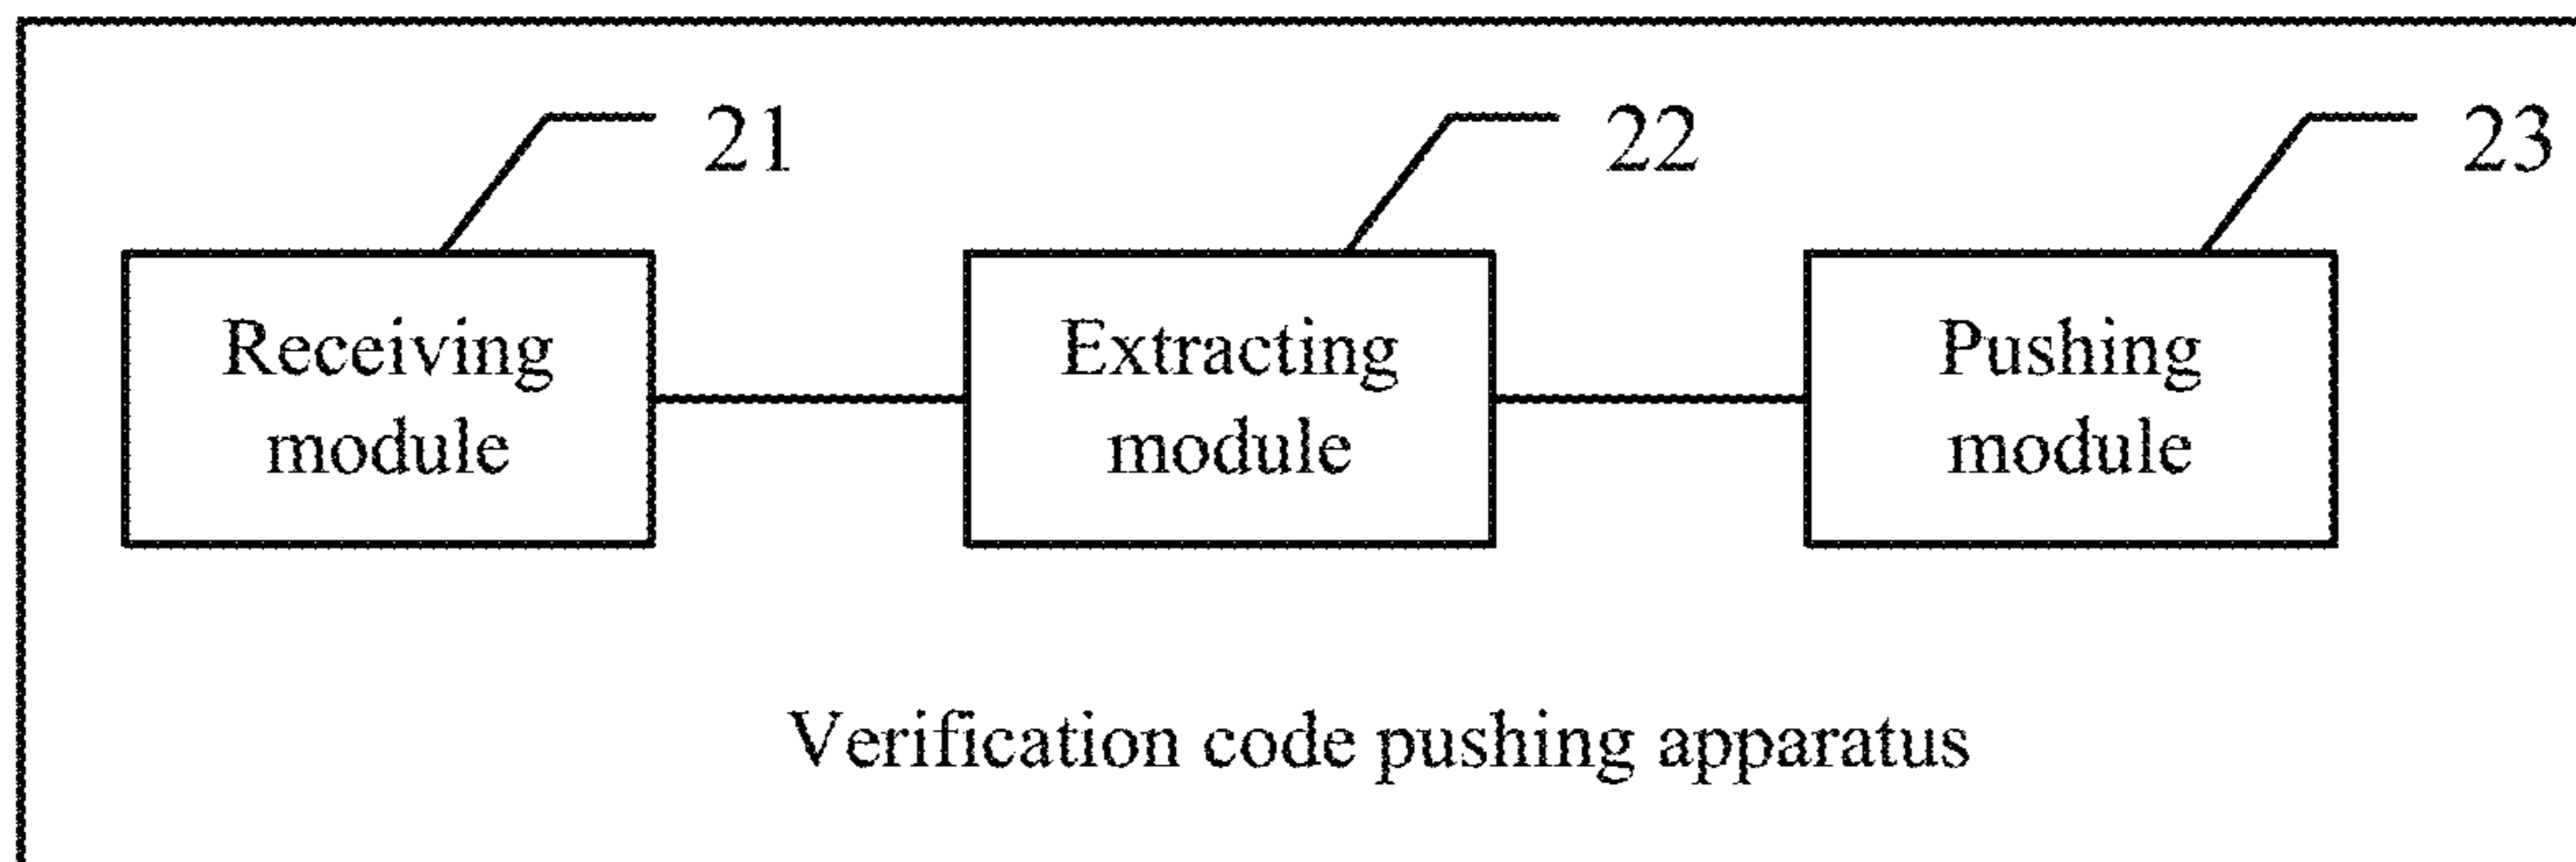 21
22
23
Receiving
module
Extracting
module
Pushing
module
Verification code pushing apparatus